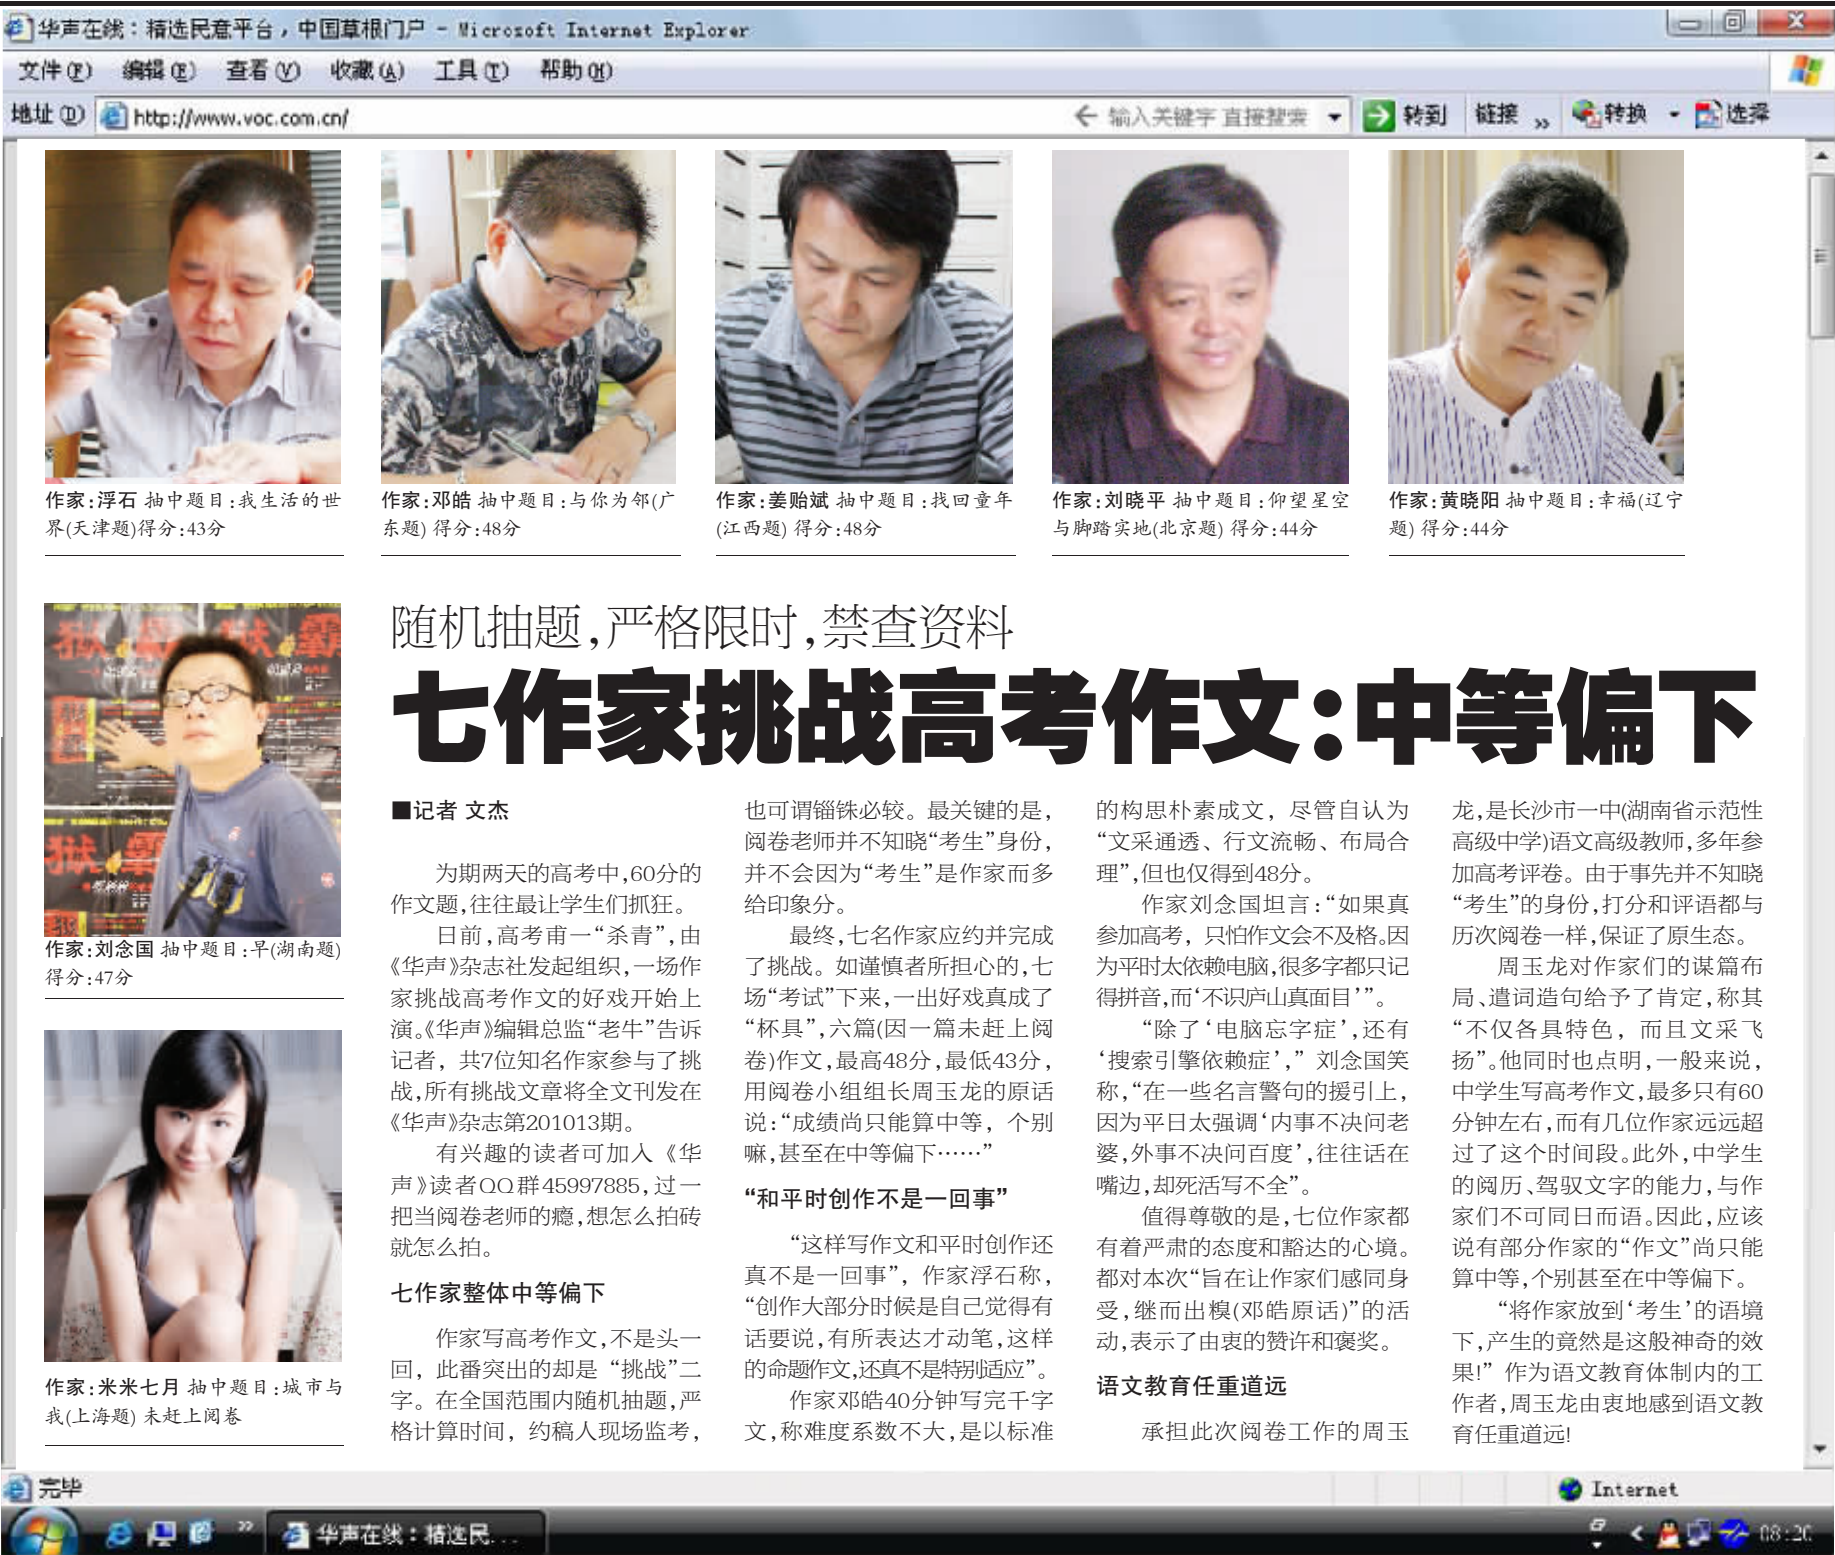 华声在线：精选民意平台，中国草根门户 - Microsoft Internet Explorer
文件(F) 编辑(E) 查看(V) 收藏(A) 工具(T) 帮助(H)
地址(D) http://www.voc.com.cn/ 输入关键字 直接搜索 转到 链接 » 转换 选择
作家:浮石 抽中题目:我生活的世
界(天津题)得分:43分
作家:邓皓 抽中题目:与你为邻(广
东题) 得分:48分
作家:姜贻斌 抽中题目:找回童年
(江西题) 得分:48分
作家:刘晓平 抽中题目:仰望星空
与脚踏实地(北京题) 得分:44分
作家:黄晓阳 抽中题目:幸福(辽宁
题) 得分:44分
作家:刘念国 抽中题目:早(湖南题)
得分:47分
作家:米米七月 抽中题目:城市与
我(上海题) 未赶上阅卷
随机抽题,严格限时,禁查资料
七作家挑战高考作文:中等偏下
■记者 文杰
为期两天的高考中,60分的
作文题,往往最让学生们抓狂。
日前,高考甫一“杀青”,由
《华声》杂志社发起组织,一场作
家挑战高考作文的好戏开始上
演。《华声》编辑总监“老牛”告诉
记者，共7位知名作家参与了挑
战,所有挑战文章将全文刊发在
《华声》杂志第201013期。
有兴趣的读者可加入《华
声》读者QQ群45997885,过一
把当阅卷老师的瘾,想怎么拍砖
就怎么拍。
七作家整体中等偏下
作家写高考作文,不是头一
回，此番突出的却是“挑战”二
字。在全国范围内随机抽题,严
格计算时间，约稿人现场监考,
也可谓锱铢必较。最关键的是,
阅卷老师并不知晓“考生”身份,
并不会因为“考生”是作家而多
给印象分。
最终,七名作家应约并完成
了挑战。如谨慎者所担心的,七
场“考试”下来,一出好戏真成了
“杯具”,六篇(因一篇未赶上阅
卷)作文,最高48分,最低43分,
用阅卷小组组长周玉龙的原话
说:“成绩尚只能算中等，个别
嘛,甚至在中等偏下……”
“和平时创作不是一回事”
“这样写作文和平时创作还
真不是一回事”，作家浮石称,
“创作大部分时候是自己觉得有
话要说,有所表达才动笔,这样
的命题作文,还真不是特别适应”。
作家邓皓40分钟写完千字
文,称难度系数不大,是以标准
的构思朴素成文，尽管自认为
“文采通透、行文流畅、布局合
理”,但也仅得到48分。
作家刘念国坦言:“如果真
参加高考，只怕作文会不及格。因
为平时太依赖电脑,很多字都只记
得拼音,而‘不识庐山真面目’”。
“除了‘电脑忘字症’,还有
‘搜索引擎依赖症’,”刘念国笑
称,“在一些名言警句的援引上,
因为平日太强调‘内事不决问老
婆,外事不决问百度’,往往话在
嘴边,却死活写不全”。
值得尊敬的是,七位作家都
有着严肃的态度和豁达的心境。
都对本次“旨在让作家们感同身
受,继而出糗(邓皓原话)”的活
动,表示了由衷的赞许和褒奖。
语文教育任重道远
承担此次阅卷工作的周玉
龙,是长沙市一中(湖南省示范性
高级中学)语文高级教师,多年参
加高考评卷。由于事先并不知晓
“考生”的身份,打分和评语都与
历次阅卷一样,保证了原生态。
周玉龙对作家们的谋篇布
局、遣词造句给予了肯定,称其
“不仅各具特色，而且文采飞
扬”。他同时也点明,一般来说,
中学生写高考作文,最多只有60
分钟左右,而有几位作家远远超
过了这个时间段。此外,中学生
的阅历、驾驭文字的能力,与作
家们不可同日而语。因此,应该
说有部分作家的“作文”尚只能
算中等,个别甚至在中等偏下。
“将作家放到‘考生’的语境
下,产生的竟然是这般神奇的效
果!”作为语文教育体制内的工
作者,周玉龙由衷地感到语文教
育任重道远!
完毕 Internet
» 华声在线：精选民... 08:20